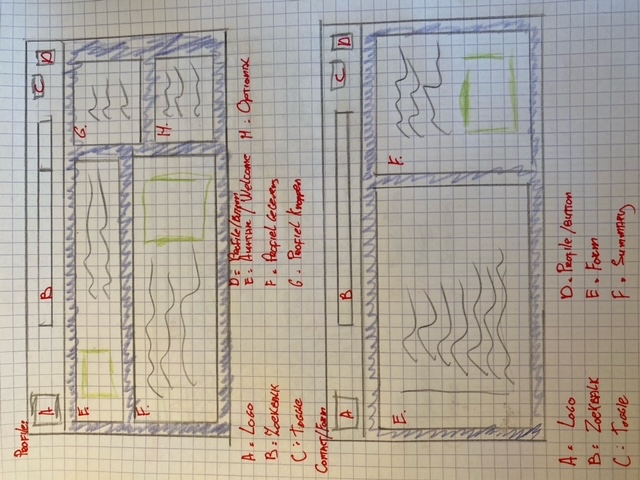 Profile:
A
B
C
D
E.
G.
F.
H.
A = Logo
B: Zoekbalk
C: Toggle
D = Profile/Button
E: Avatar / Welcome
F. Profiel Gegevens
G. Profiel Knoppen
H: Optional
Contact/Form
A
B
C
D
E.
F.
A = Logo
B: Zoekbalk
C: Toggle
D. Profile/Button
E = Form
F. Summary